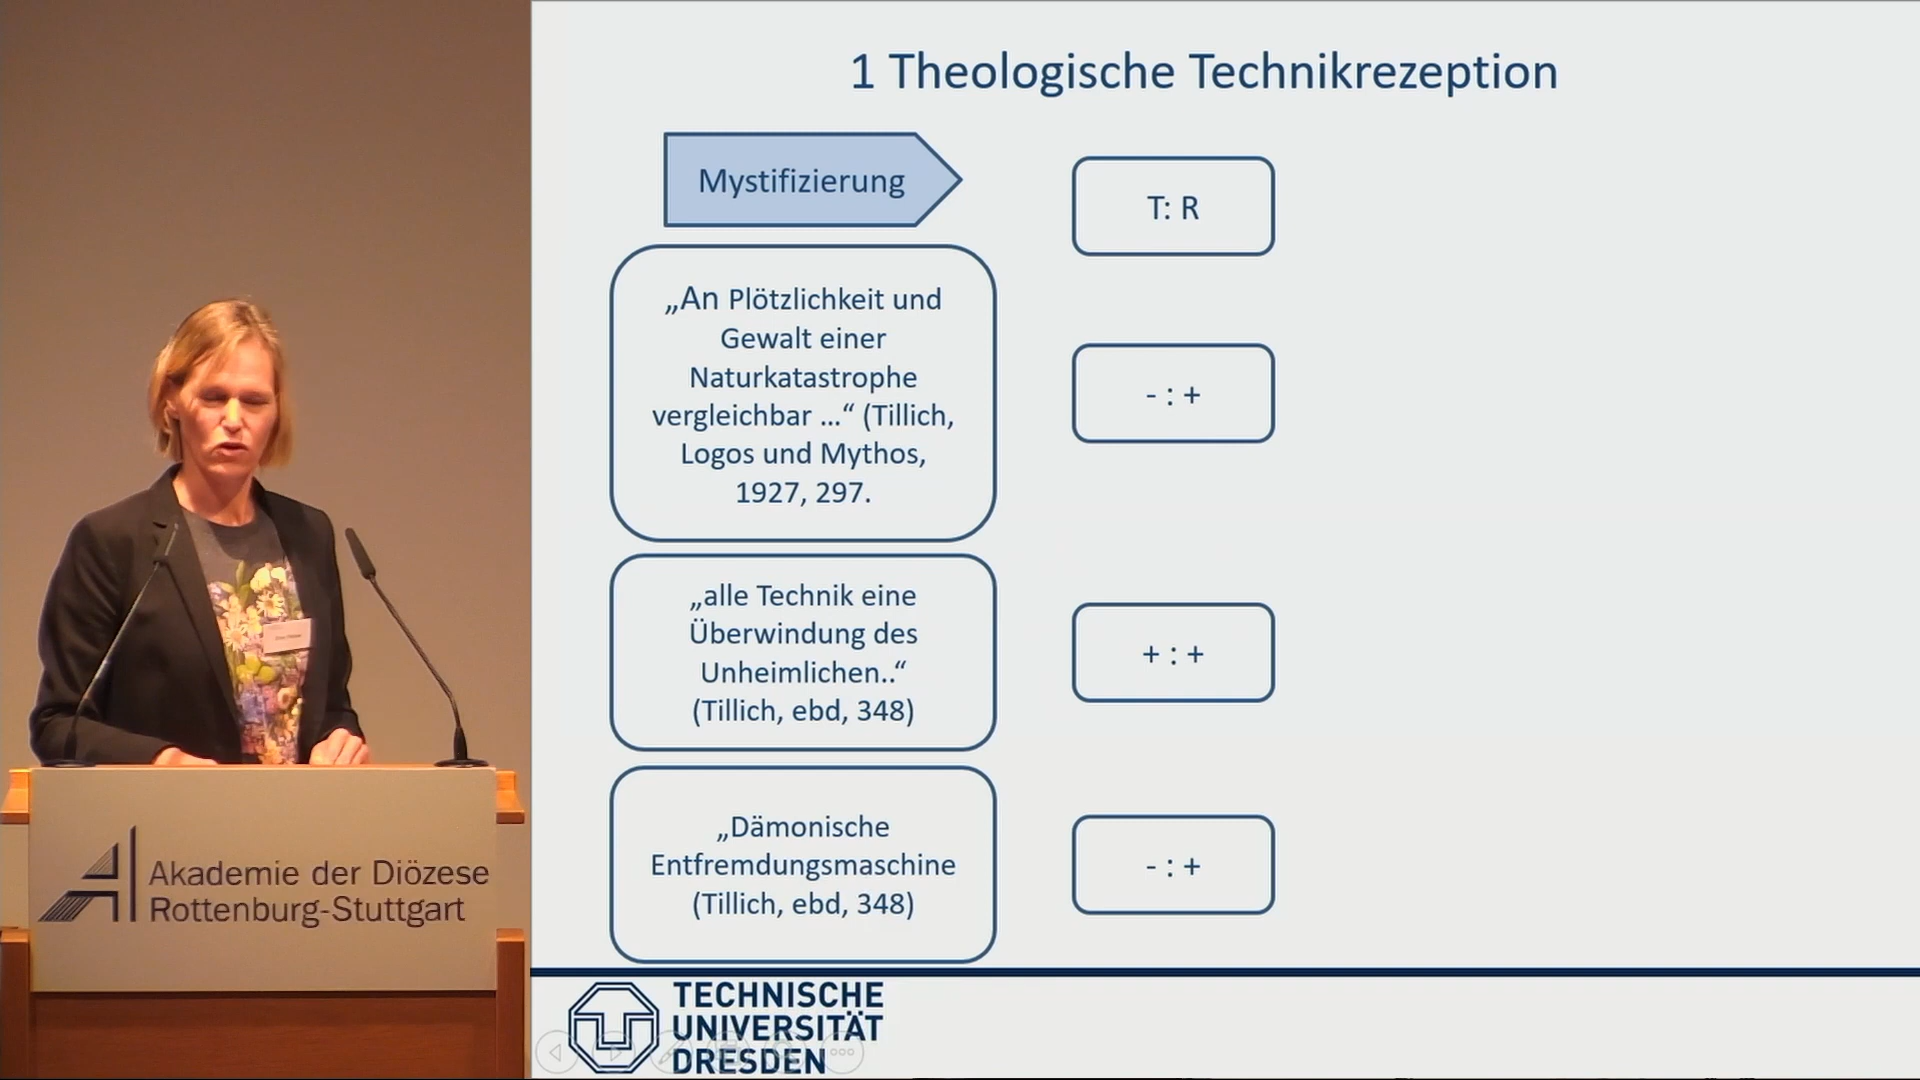 1 Theologische Technikrezeption
Mystifizierung
T: R
„An Plötzlichkeit und
Gewalt einer
Naturkatastrophe
vergleichbar ...“ (Tillich,
Logos und Mythos,
1927, 297.
- : +
„alle Technik eine
Überwindung des
Unheimlichen..“
(Tillich, ebd, 348)
+ : +
„Dämonische
Entfremdungsmaschine
(Tillich, ebd, 348)
- : +
Akademie der Diözese
Rottenburg-Stuttgart
TECHNISCHE
UNIVERSITÄT
DRESDEN